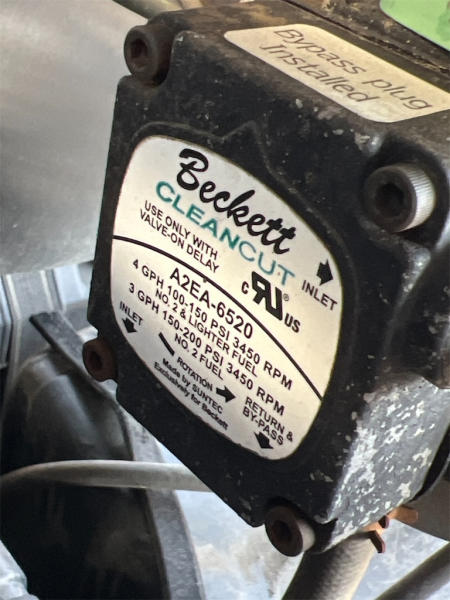 Bypass plug
Installed
Beckett
CLEANCUT
USE ONLY WITH
VALVE-ON DELAY
C RU® US
INLET
A2EA-6520
4 GPH 100-150 PSI 3450 RPM
NO. 2 & LIGHTER FUEL
3 GPH 150-200 PSI 3450 RPM
NO. 2 FUEL
INLET
ROTATION
RETURN &
BY-PASS
Made by SUNTEC
Exclusively for Beckett